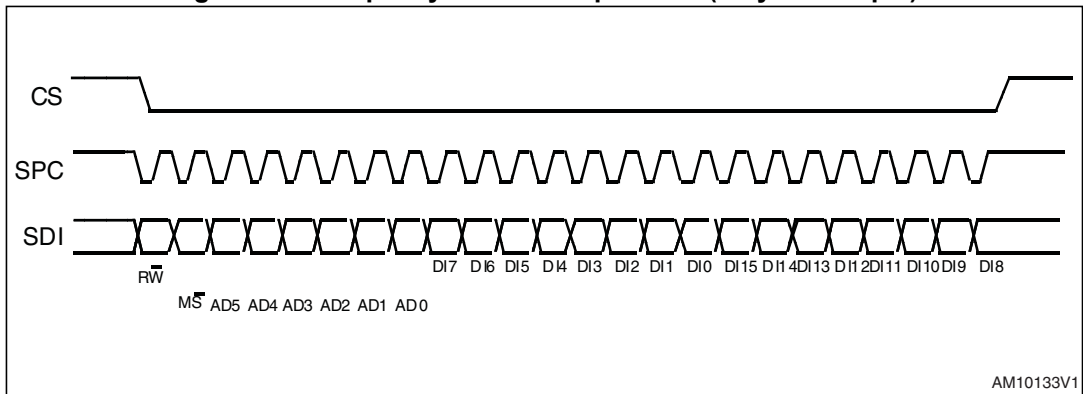 CS
SPC
SDI
RW
DI7 DI6 DI5 DI4 DI3 DI2 DI1 DI0 DI15 DI14 DI13 DI12 DI11 DI10 DI9 DI8
MS AD5 AD4 AD3 AD2 AD1 AD0
AM10133V1